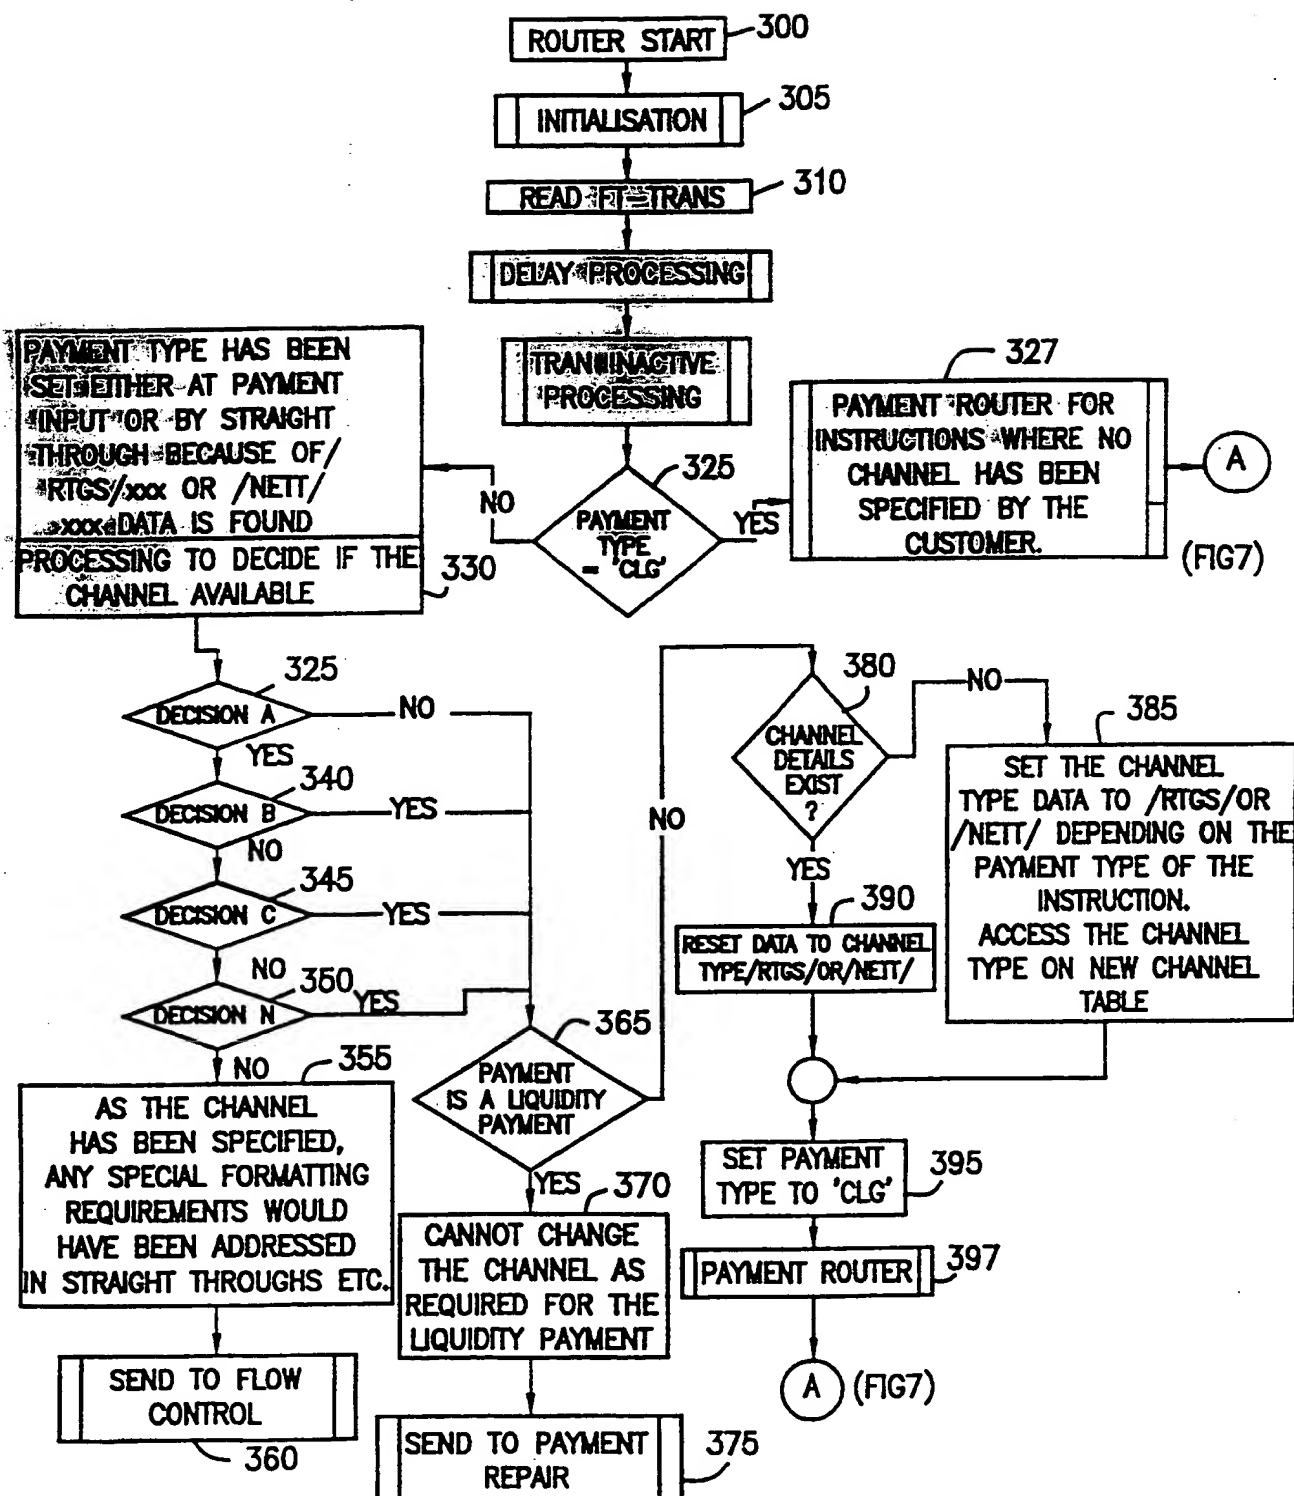 ROUTER START
300
INITIALISATION
305
READ FT-TRANS
310
DELAY PROCESSING
TRAN INACTIVE
PROCESSING
PAYMENT TYPE HAS BEEN
SET EITHER AT PAYMENT
INPUT OR BY STRAIGHT
THROUGH BECAUSE OF/
RTGS/xxx OR /NETT/
xxx DATA IS FOUND
PROCESSING TO DECIDE IF THE
CHANNEL AVAILABLE
330
NO
325
PAYMENT
TYPE
= 'CLG'
YES
327
PAYMENT ROUTER FOR
INSTRUCTIONS WHERE NO
CHANNEL HAS BEEN
SPECIFIED BY THE
CUSTOMER.
A
(FIG7)
325
DECISION A
NO
YES
340
DECISION B
YES
NO
345
DECISION C
YES
NO
350
DECISION N
YES
NO
355
AS THE CHANNEL
HAS BEEN SPECIFIED,
ANY SPECIAL FORMATTING
REQUIREMENTS WOULD
HAVE BEEN ADDRESSED
IN STRAIGHT THROUGHS ETC.
SEND TO FLOW
CONTROL
360
365
PAYMENT
IS A LIQUIDITY
PAYMENT
NO
YES
370
CANNOT CHANGE
THE CHANNEL AS
REQUIRED FOR THE
LIQUIDITY PAYMENT
SEND TO PAYMENT
REPAIR
375
380
CHANNEL
DETAILS
EXIST
?
NO
YES
385
SET THE CHANNEL
TYPE DATA TO /RTGS/OR
/NETT/ DEPENDING ON THE
PAYMENT TYPE OF THE
INSTRUCTION.
ACCESS THE CHANNEL
TYPE ON NEW CHANNEL
TABLE
390
RESET DATA TO CHANNEL
TYPE/RTGS/OR/NETT/
SET PAYMENT
TYPE TO 'CLG'
395
PAYMENT ROUTER
397
A
(FIG7)